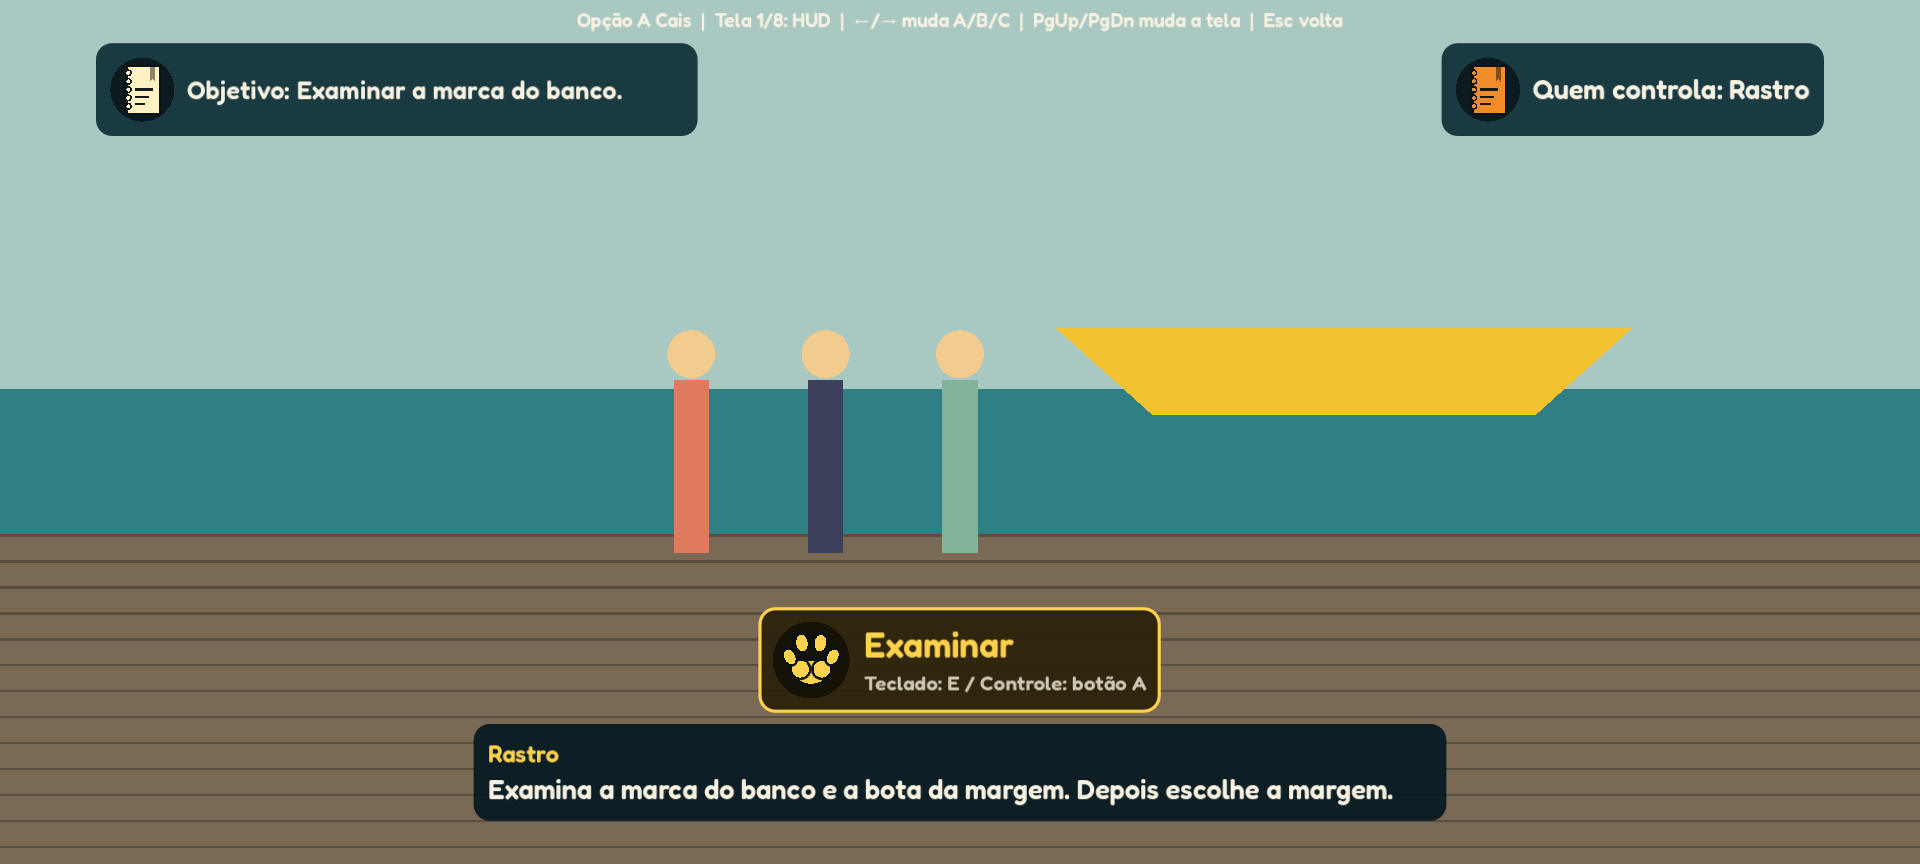 Opção A Cais | Tela 1/8: HUD | ←/→ muda A/B/C | PgUp/PgDn muda a tela | Esc volta
Objetivo: Examinar a marca do banco.
Quem controla: Rastro
Examinar
Teclado: E / Controle: botão A
Rastro
Examina a marca do banco e a bota da margem. Depois escolhe a margem.